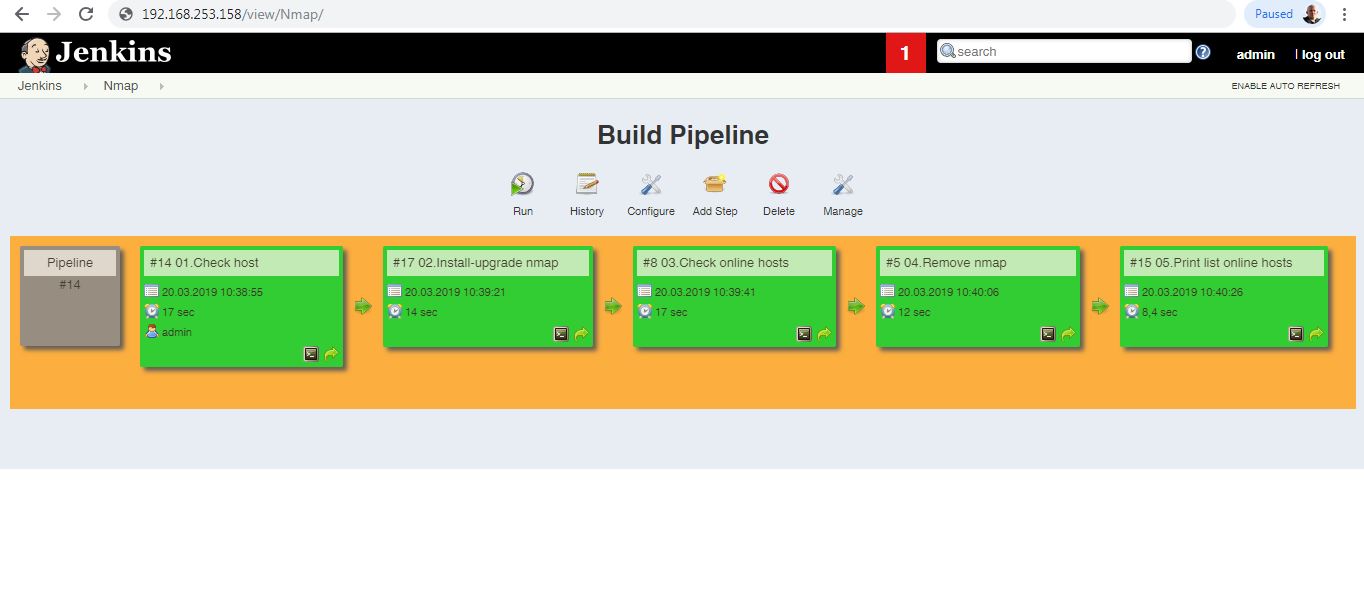 192.168.253.158/view/Nmap/
Paused
Jenkins
1
search
?
admin
| log out
Jenkins
Nmap
ENABLE AUTO REFRESH
Build Pipeline
Run
History
Configure
Add Step
Delete
Manage
Pipeline
#14
#14 01.Check host
20.03.2019 10:38:55
17 sec
admin
#17 02.Install-upgrade nmap
20.03.2019 10:39:21
14 sec
#8 03.Check online hosts
20.03.2019 10:39:41
17 sec
#5 04.Remove nmap
20.03.2019 10:40:06
12 sec
#15 05.Print list online hosts
20.03.2019 10:40:26
8,4 sec